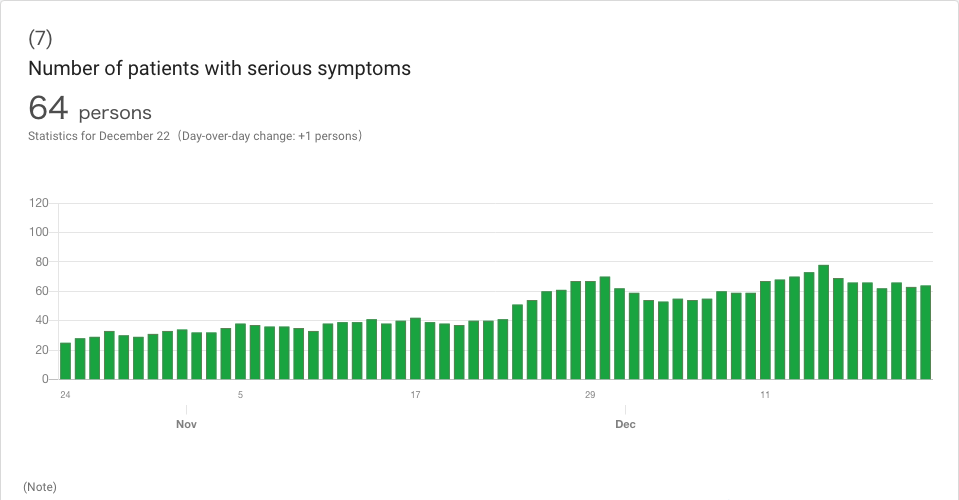 (7)
Number of patients with serious symptoms
64 persons
Statistics for December 22（Day-over-day change: +1 persons）
120
100
80
60
40
20
0
24 5 17 29 11
Nov Dec
(Note)